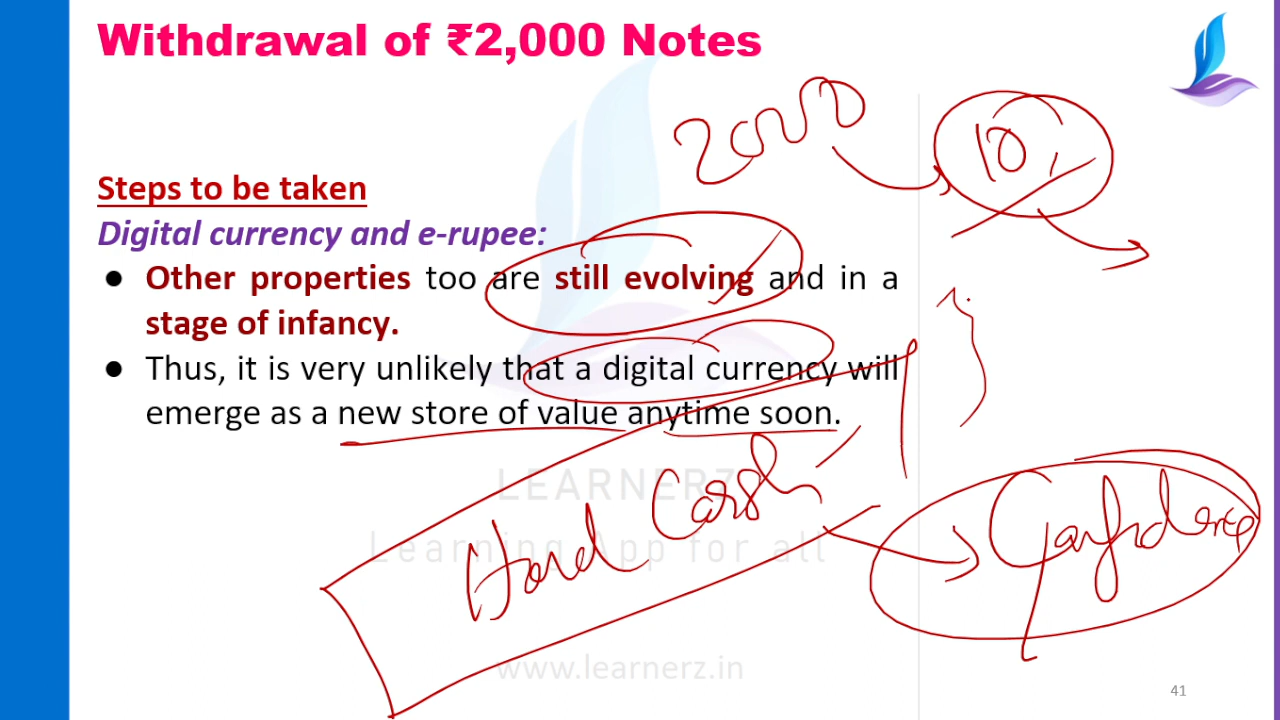 Withdrawal of ₹2,000 Notes
2000
10,
Steps to be taken
Digital currency and e-rupee:
● Other properties too are still evolving and in a
stage of infancy.
● Thus, it is very unlikely that a digital currency will
emerge as a new store of value anytime soon.
LEARNERZ
Hard Cash
Confidence
Learning App for all
www.learnerz.in
41